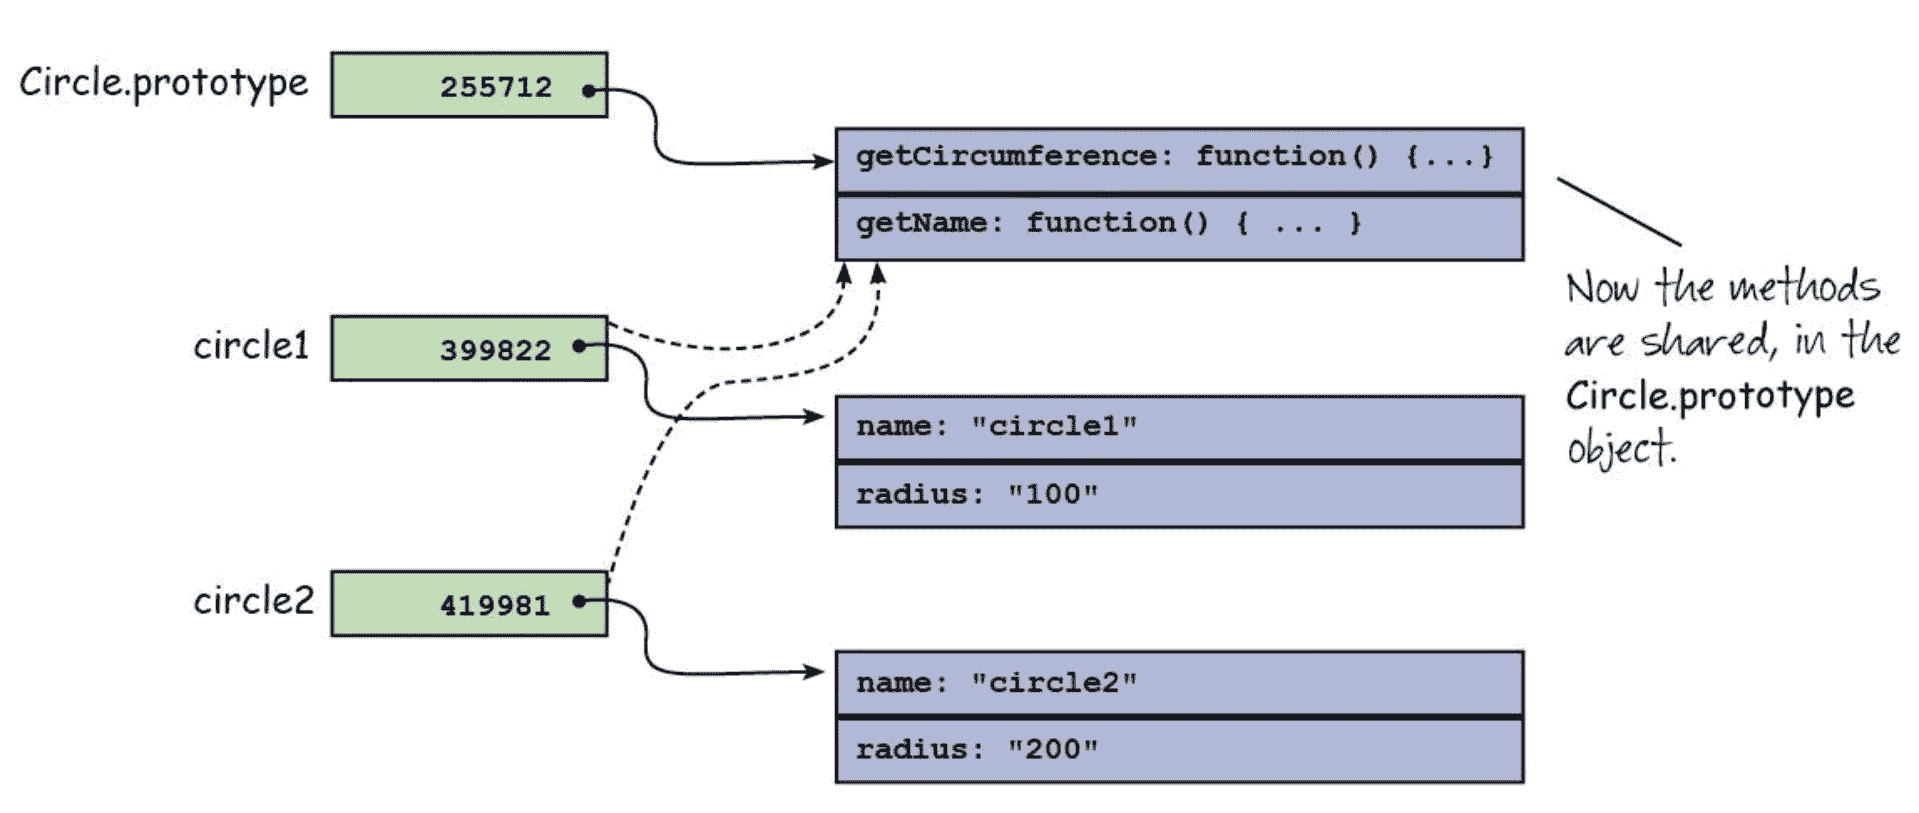 Circle.prototype
255712
getCircumference: function() {...}
getName: function() { ... }
Now the methods
are shared, in the
Circle.prototype
object.
circle1
399822
name: "circle1"
radius: "100"
circle2
419981
name: "circle2"
radius: "200"